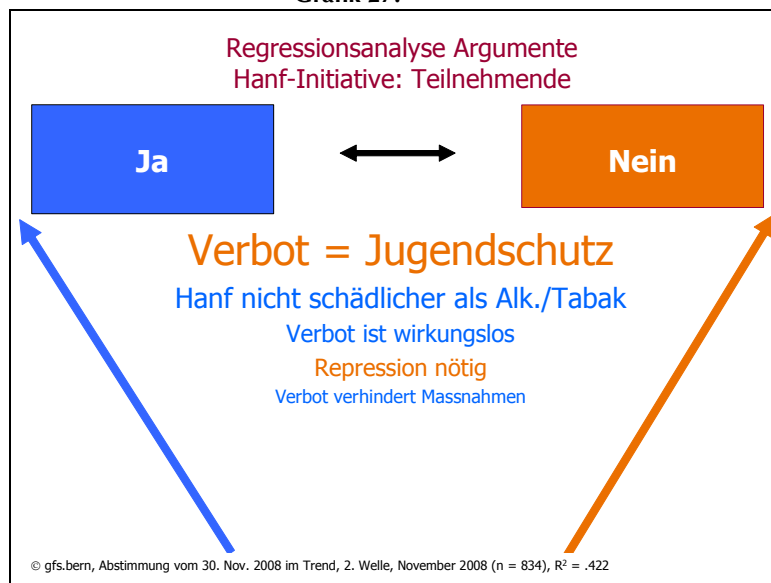 Grafik 27:
Regressionsanalyse Argumente
Hanf-Initiative: Teilnehmende
Ja
Nein
Verbot = Jugendschutz
Hanf nicht schädlicher als Alk./Tabak
Verbot ist wirkungslos
Repression nötig
Verbot verhindert Massnahmen
© gfs.bern, Abstimmung vom 30. Nov. 2008 im Trend, 2. Welle, November 2008 (n = 834), R² = .422